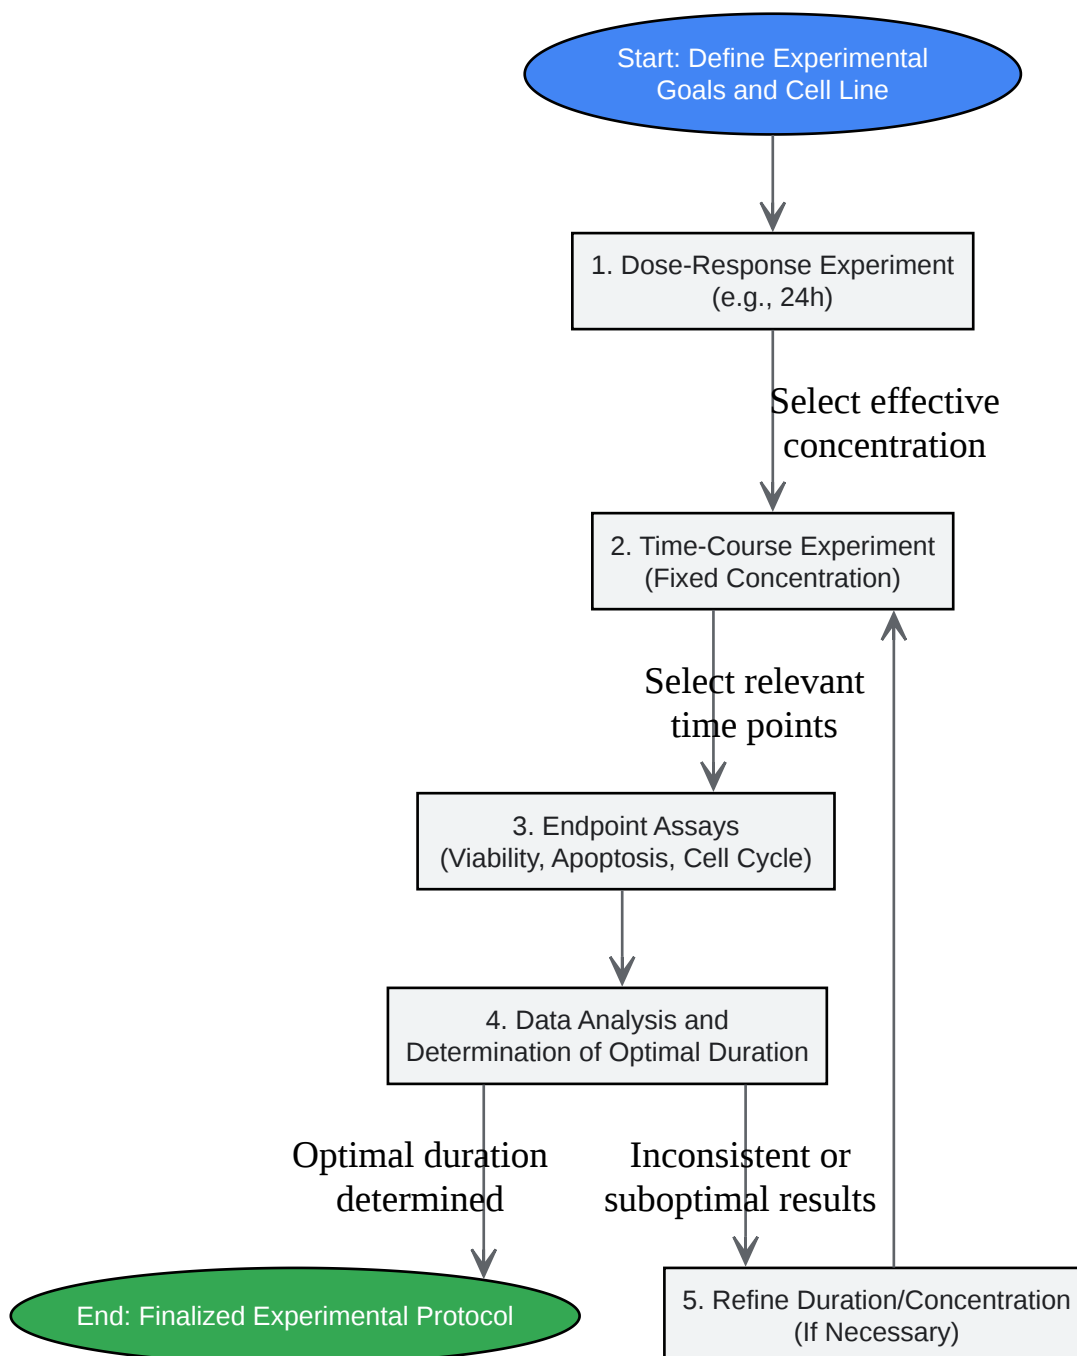 Start: Define Experimental
Goals and Cell Line
1. Dose-Response Experiment
(e.g., 24h)
Select effective
concentration
2. Time-Course Experiment
(Fixed Concentration)
Select relevant
time points
3. Endpoint Assays
(Viability, Apoptosis, Cell Cycle)
4. Data Analysis and
Determination of Optimal Duration
Optimal duration
determined
Inconsistent or
suboptimal results
End: Finalized Experimental Protocol
5. Refine Duration/Concentration
(If Necessary)